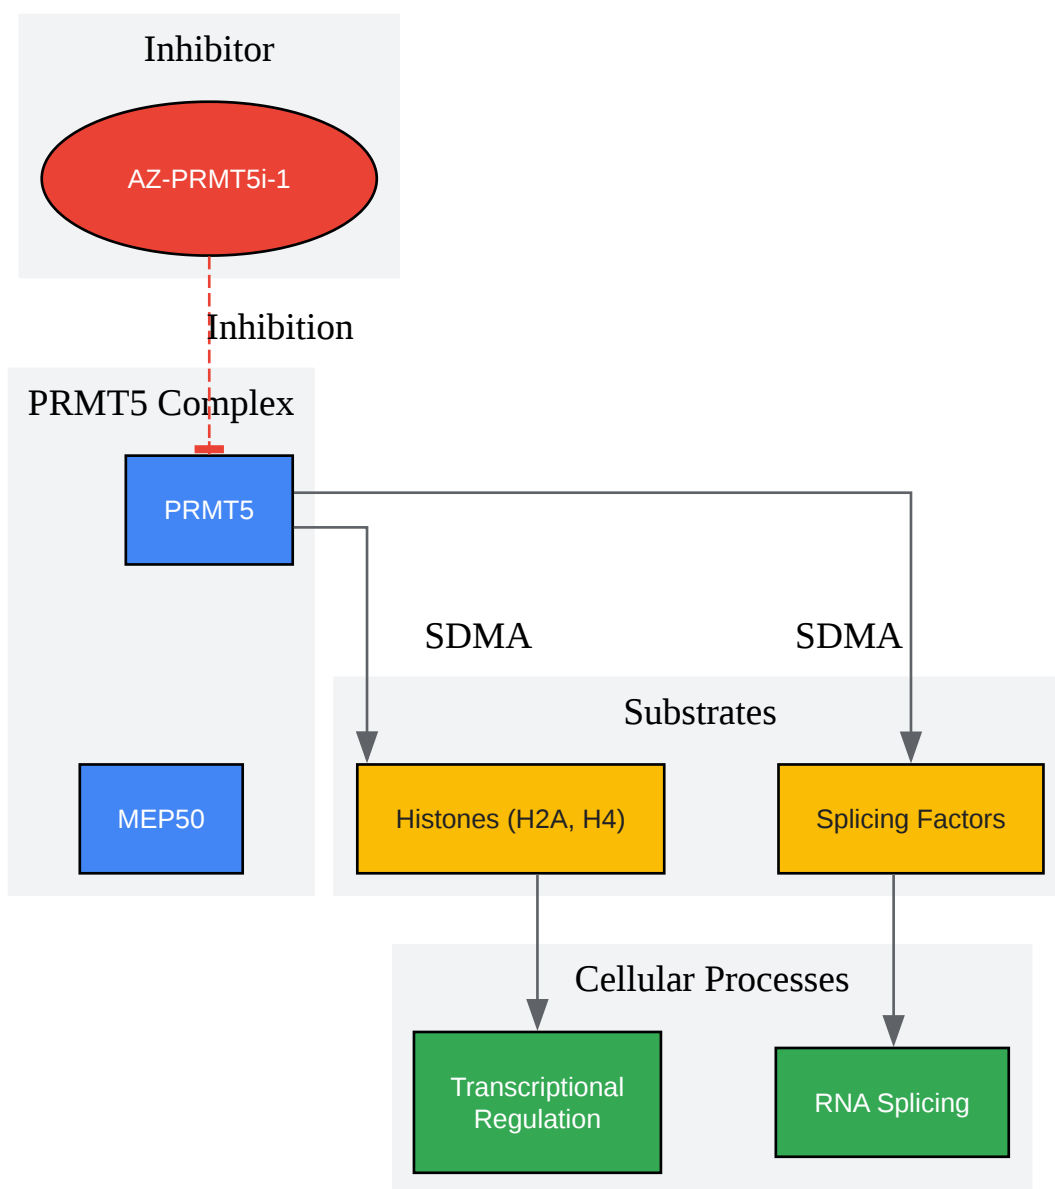 Inhibitor
AZ-PRMT5i-1
Inhibition
PRMT5 Complex
PRMT5
SDMA
SDMA
Substrates
MEP50
Histones (H2A, H4)
Splicing Factors
Cellular Processes
Transcriptional
Regulation
RNA Splicing